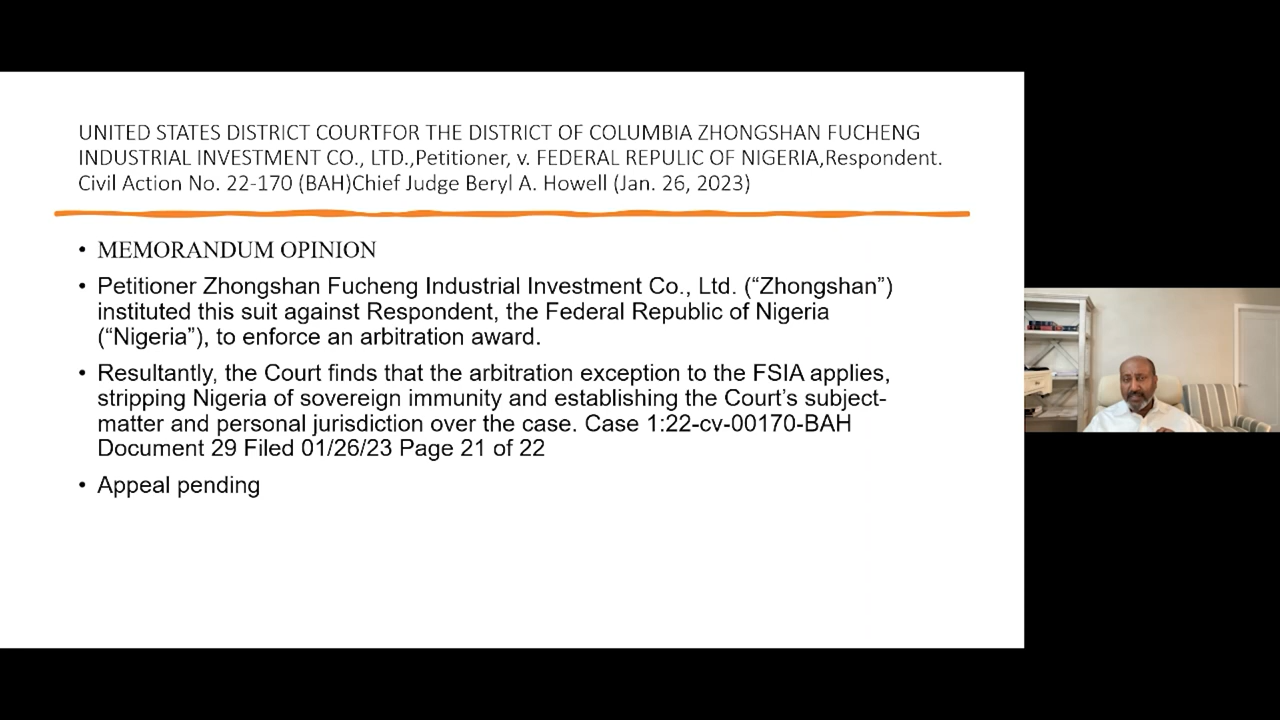 UNITED STATES DISTRICT COURTFOR THE DISTRICT OF COLUMBIA ZHONGSHAN FUCHENG
INDUSTRIAL INVESTMENT CO., LTD.,Petitioner, v. FEDERAL REPULIC OF NIGERIA,Respondent.
Civil Action No. 22-170 (BAH)Chief Judge Beryl A. Howell (Jan. 26, 2023)
• MEMORANDUM OPINION
• Petitioner Zhongshan Fucheng Industrial Investment Co., Ltd. (“Zhongshan”)
instituted this suit against Respondent, the Federal Republic of Nigeria
(“Nigeria”), to enforce an arbitration award.
• Resultantly, the Court finds that the arbitration exception to the FSIA applies,
stripping Nigeria of sovereign immunity and establishing the Court’s subject-
matter and personal jurisdiction over the case. Case 1:22-cv-00170-BAH
Document 29 Filed 01/26/23 Page 21 of 22
• Appeal pending